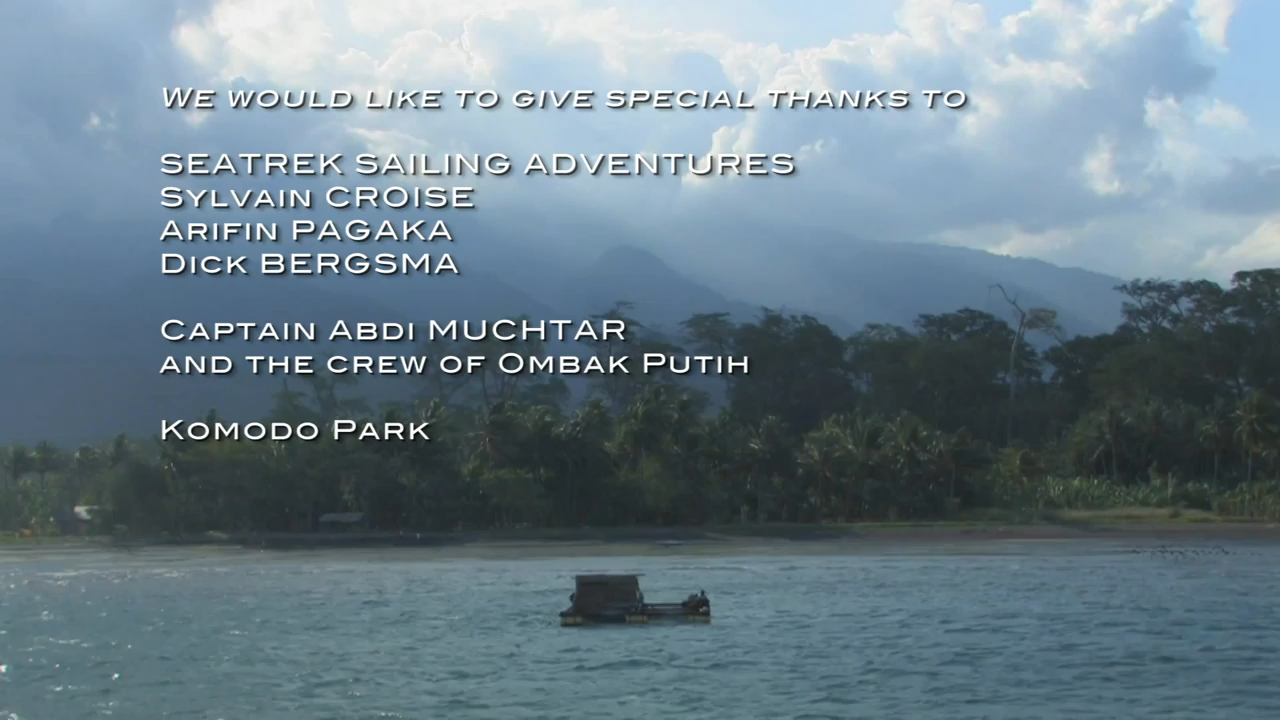 We would like to give special thanks to
SEATREK SAILING ADVENTURES
Sylvain CROISE
Arifin PAGAKA
Dick BERGSMA
Captain Abdi MUCHTAR
and the crew of Ombak Putih
Komodo Park